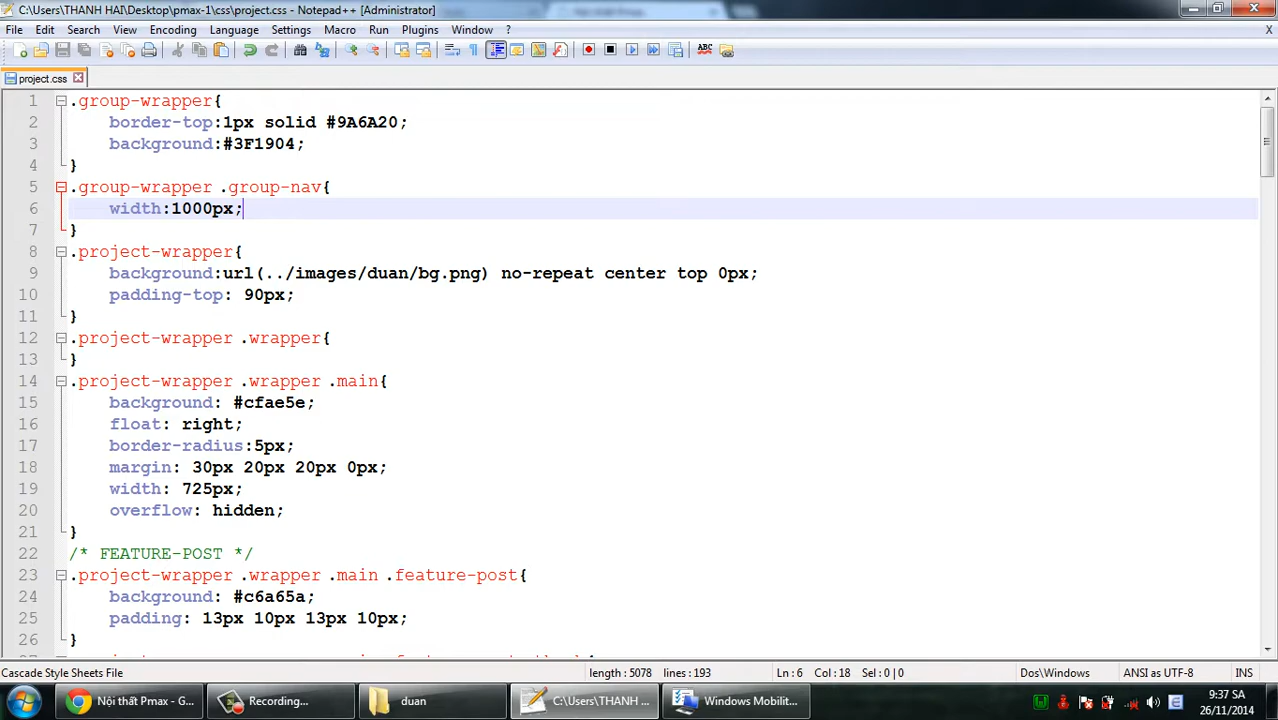 C:\Users\THANH HAI\Desktop\pmax-1\css\project.css - Notepad++ [Administrator]
File Edit Search View Encoding Language Settings Macro Run Plugins Window ? X
project.css
1 .group-wrapper{
2 border-top:1px solid #9A6A20;
3 background:#3F1904;
4 }
5 .group-wrapper .group-nav{
6 width:1000px;
7 }
8 .project-wrapper{
9 background:url(../images/duan/bg.png) no-repeat center top 0px;
10 padding-top: 90px;
11 }
12 .project-wrapper .wrapper{
13 }
14 .project-wrapper .wrapper .main{
15 background: #cfae5e;
16 float: right;
17 border-radius:5px;
18 margin: 30px 20px 20px 0px;
19 width: 725px;
20 overflow: hidden;
21 }
22 /* FEATURE-POST */
23 .project-wrapper .wrapper .main .feature-post{
24 background: #c6a65a;
25 padding: 13px 10px 13px 10px;
26 }
Cascade Style Sheets File length : 5078 lines : 193 Ln : 6 Col : 18 Sel : 0 | 0 Dos\Windows ANSI as UTF-8 INS
Nội thất Pmax - G... Recording... duan C:\Users\THANH ... Windows Mobilit... 9:37 SA
26/11/2014